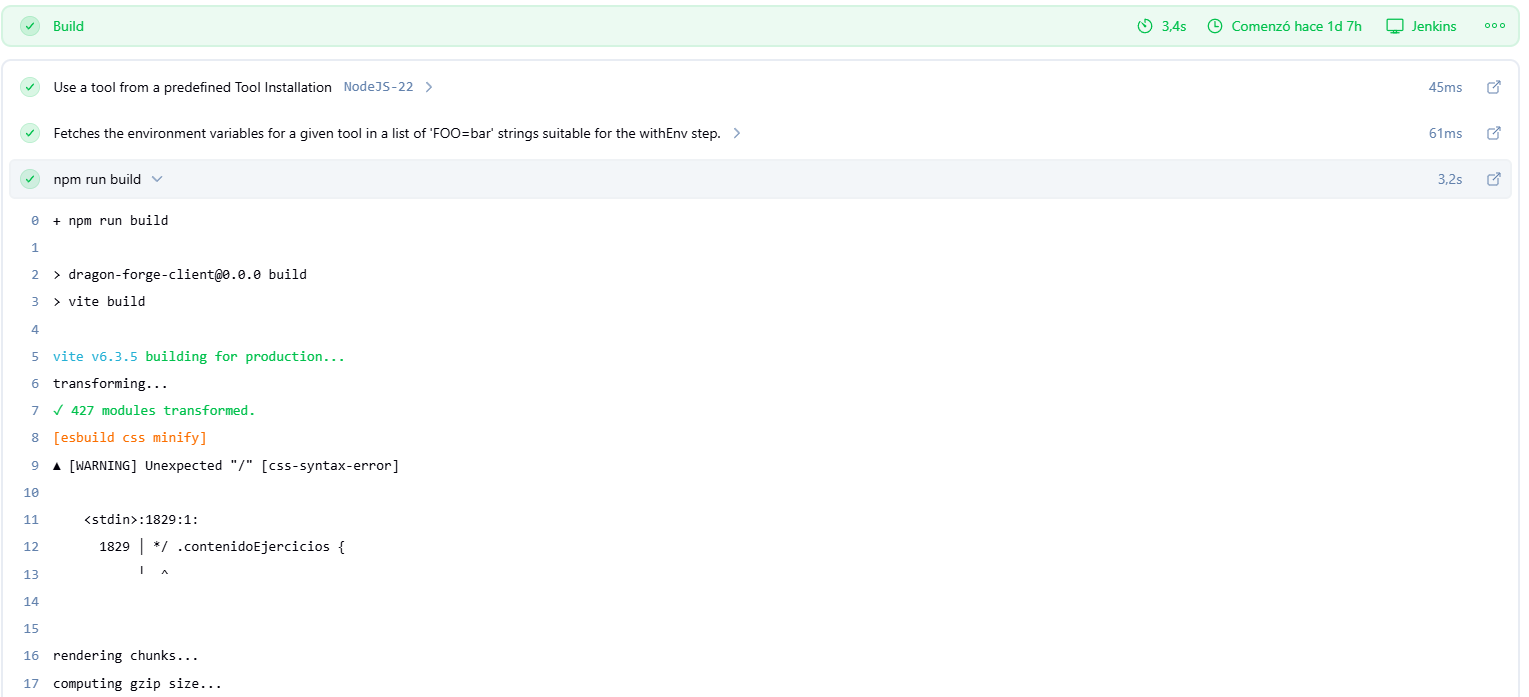 Build 3,4s Comenzó hace 1d 7h Jenkins
Use a tool from a predefined Tool Installation NodeJS-22 45ms
Fetches the environment variables for a given tool in a list of 'FOO=bar' strings suitable for the withEnv step. 61ms
npm run build 3,2s
0 + npm run build
1
2 > dragon-forge-client@0.0.0 build
3 > vite build
4
5 vite v6.3.5 building for production...
6 transforming...
7 ✓ 427 modules transformed.
8 [esbuild css minify]
9 ▲ [WARNING] Unexpected "/" [css-syntax-error]
10
11 <stdin>:1829:1:
12 1829 │ */ .contenidoEjercicios {
13 ╵ ^
14
15
16 rendering chunks...
17 computing gzip size...